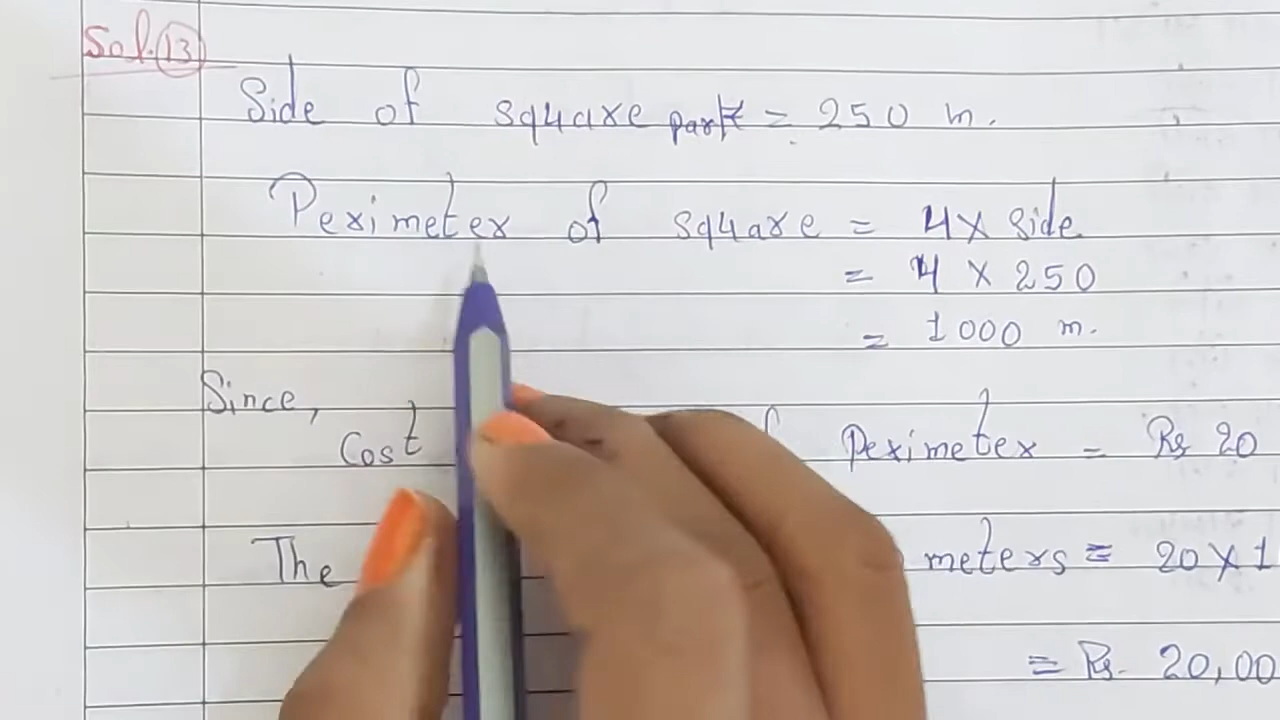 Sol. 13
Side of square park = 250 m.
Perimeter of square = 4 x side
= 4 x 250
= 1000 m.
Since,
Cost Perimeter = Rs 20
The meters = 20 x 1
= Rs. 20,00